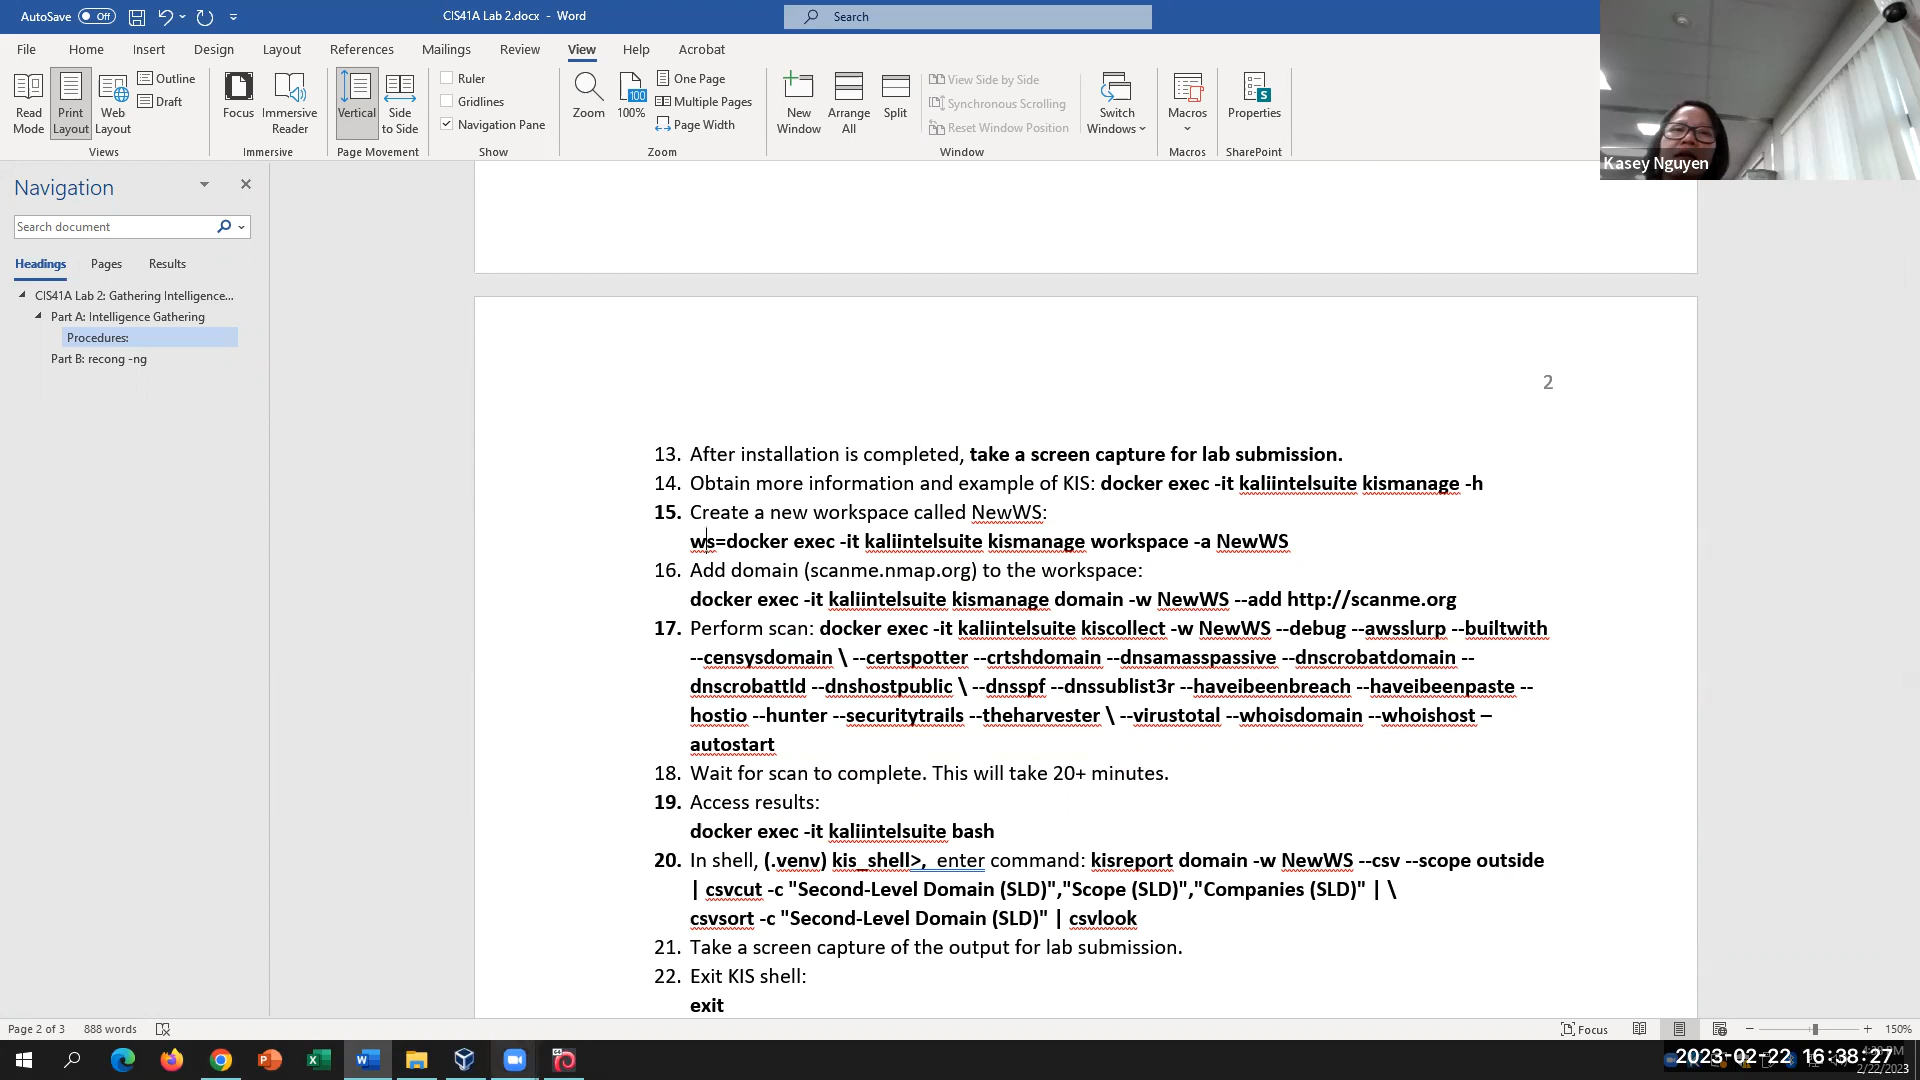 AutoSave Off CIS41A Lab 2.docx - Word Search
File Home Insert Design Layout References Mailings Review View Help Acrobat
Read Mode
Print Layout
Web Layout
Outline
Draft
Views
Focus
Immersive Reader
Immersive
Vertical
Side to Side
Page Movement
Ruler
Gridlines
Navigation Pane
Show
Zoom
100
100%
One Page
Multiple Pages
Page Width
Zoom
New Window
Arrange All
Split
View Side by Side
Synchronous Scrolling
Reset Window Position
Window
Switch Windows
Macros
Macros
Properties
SharePoint
Kasey Nguyen
Navigation
Search document
Headings Pages Results
CIS41A Lab 2: Gathering Intelligence...
Part A: Intelligence Gathering
Procedures:
Part B: recong -ng
2
13. After installation is completed, take a screen capture for lab submission.
14. Obtain more information and example of KIS: docker exec -it kaliintelsuite kismanage -h
15. Create a new workspace called NewWS:
ws=docker exec -it kaliintelsuite kismanage workspace -a NewWS
16. Add domain (scanme.nmap.org) to the workspace:
docker exec -it kaliintelsuite kismanage domain -w NewWS --add http://scanme.org
17. Perform scan: docker exec -it kaliintelsuite kiscollect -w NewWS --debug --awsslurp --builtwith
--censysdomain \ --certspotter --crtshdomain --dnsamasspassive --dnscrobatdomain --
dnscrobattld --dnshostpublic \ --dnsspf --dnssublist3r --haveibeenbreach --haveibeenpaste --
hostio --hunter --securitytrails --theharvester \ --virustotal --whoisdomain --whoishost –
autostart
18. Wait for scan to complete. This will take 20+ minutes.
19. Access results:
docker exec -it kaliintelsuite bash
20. In shell, (.venv) kis_shell>, enter command: kisreport domain -w NewWS --csv --scope outside
| csvcut -c "Second-Level Domain (SLD)","Scope (SLD)","Companies (SLD)" | \
csvsort -c "Second-Level Domain (SLD)" | csvlook
21. Take a screen capture of the output for lab submission.
22. Exit KIS shell:
exit
Page 2 of 3 888 words Focus 150%
2023-02-22 16:38:27
2/22/2023